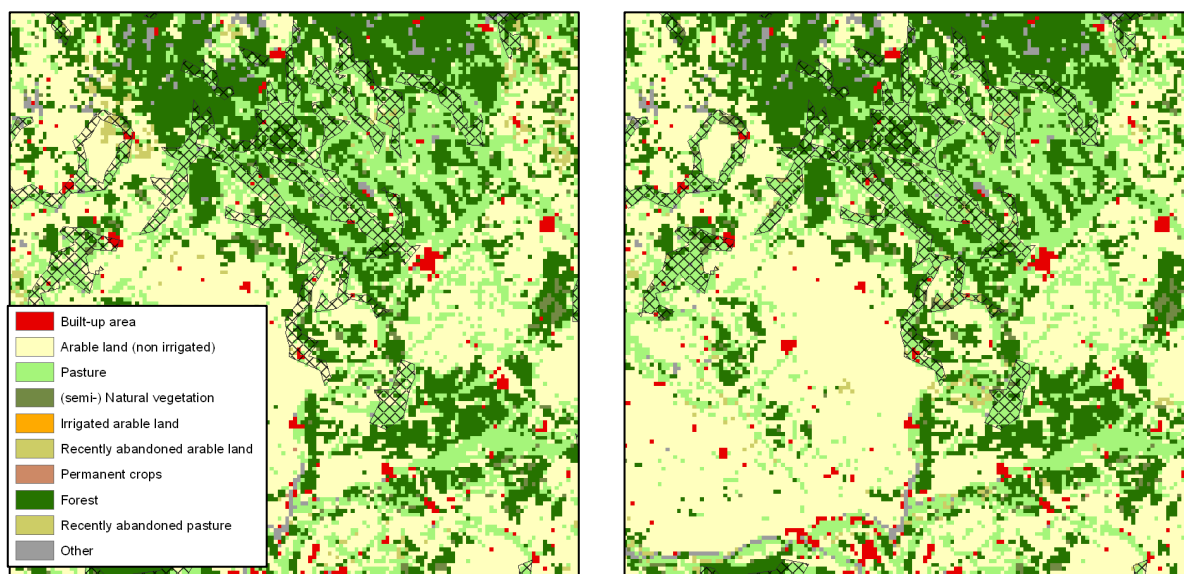 Built-up area
Arable land (non irrigated)
Pasture
(semi-) Natural vegetation
Irrigated arable land
Recently abandoned arable land
Permanent crops
Forest
Recently abandoned pasture
Other